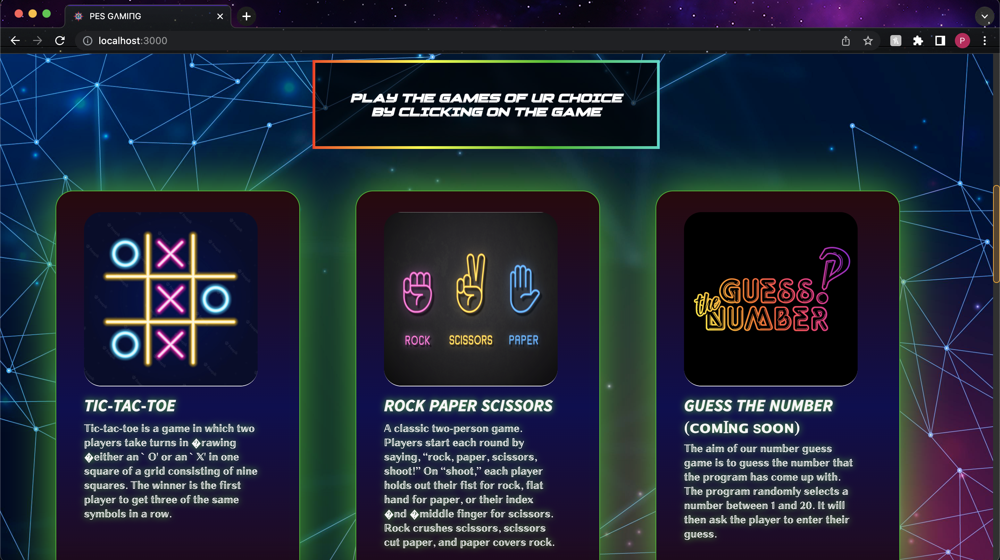 PES GΛMIПG
localhost:3000
P
PLAY THE GAMES OF UR CHOICE
BY CLICKING ON THE GAME
ROCK SCISSORS PAPER
GUESS?
the
NUMBER
TIC-TAC-TOE
Tic-tac-toe is a game in which two
players take turns in �rawing
�either an ` O' or an ` X' in one
square of a grid consisting of nine
squares. The winner is the first
player to get three of the same
symbols in a row.
ROCK PAPER SCISSORS
A classic two-person game.
Players start each round by
saying, “rock, paper, scissors,
shoot!” On “shoot,” each player
holds out their fist for rock, flat
hand for paper, or their index
�nd �middle finger for scissors.
Rock crushes scissors, scissors
cut paper, and paper covers rock.
GUESS THE NUMBER
(COMING SOON)
The aim of our number guess
game is to guess the number that
the program has come up with.
The program randomly selects a
number between 1 and 20. It will
then ask the player to enter their
guess.